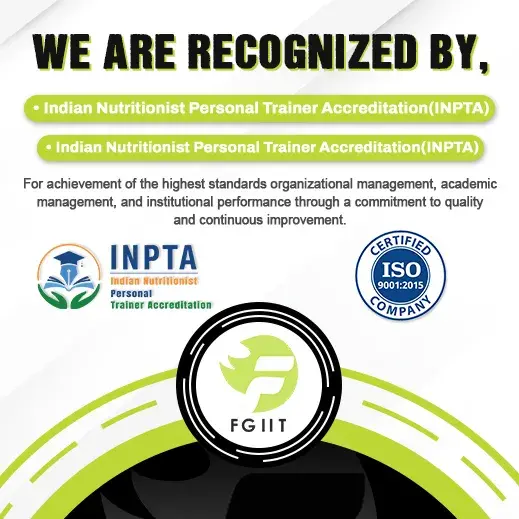 WE ARE RECOGNIZED BY,
• Indian Nutritionist Personal Trainer Accreditation(INPTA)
• Indian Nutritionist Personal Trainer Accreditation(INPTA)
For achievement of the highest standards organizational management, academic
management, and institutional performance through a commitment to quality
and continuous improvement.
INPTA
Indian Nutritionist
Personal
Trainer Accreditation
CERTIFIED
ISO
9001:2015
COMPANY
FGIIT